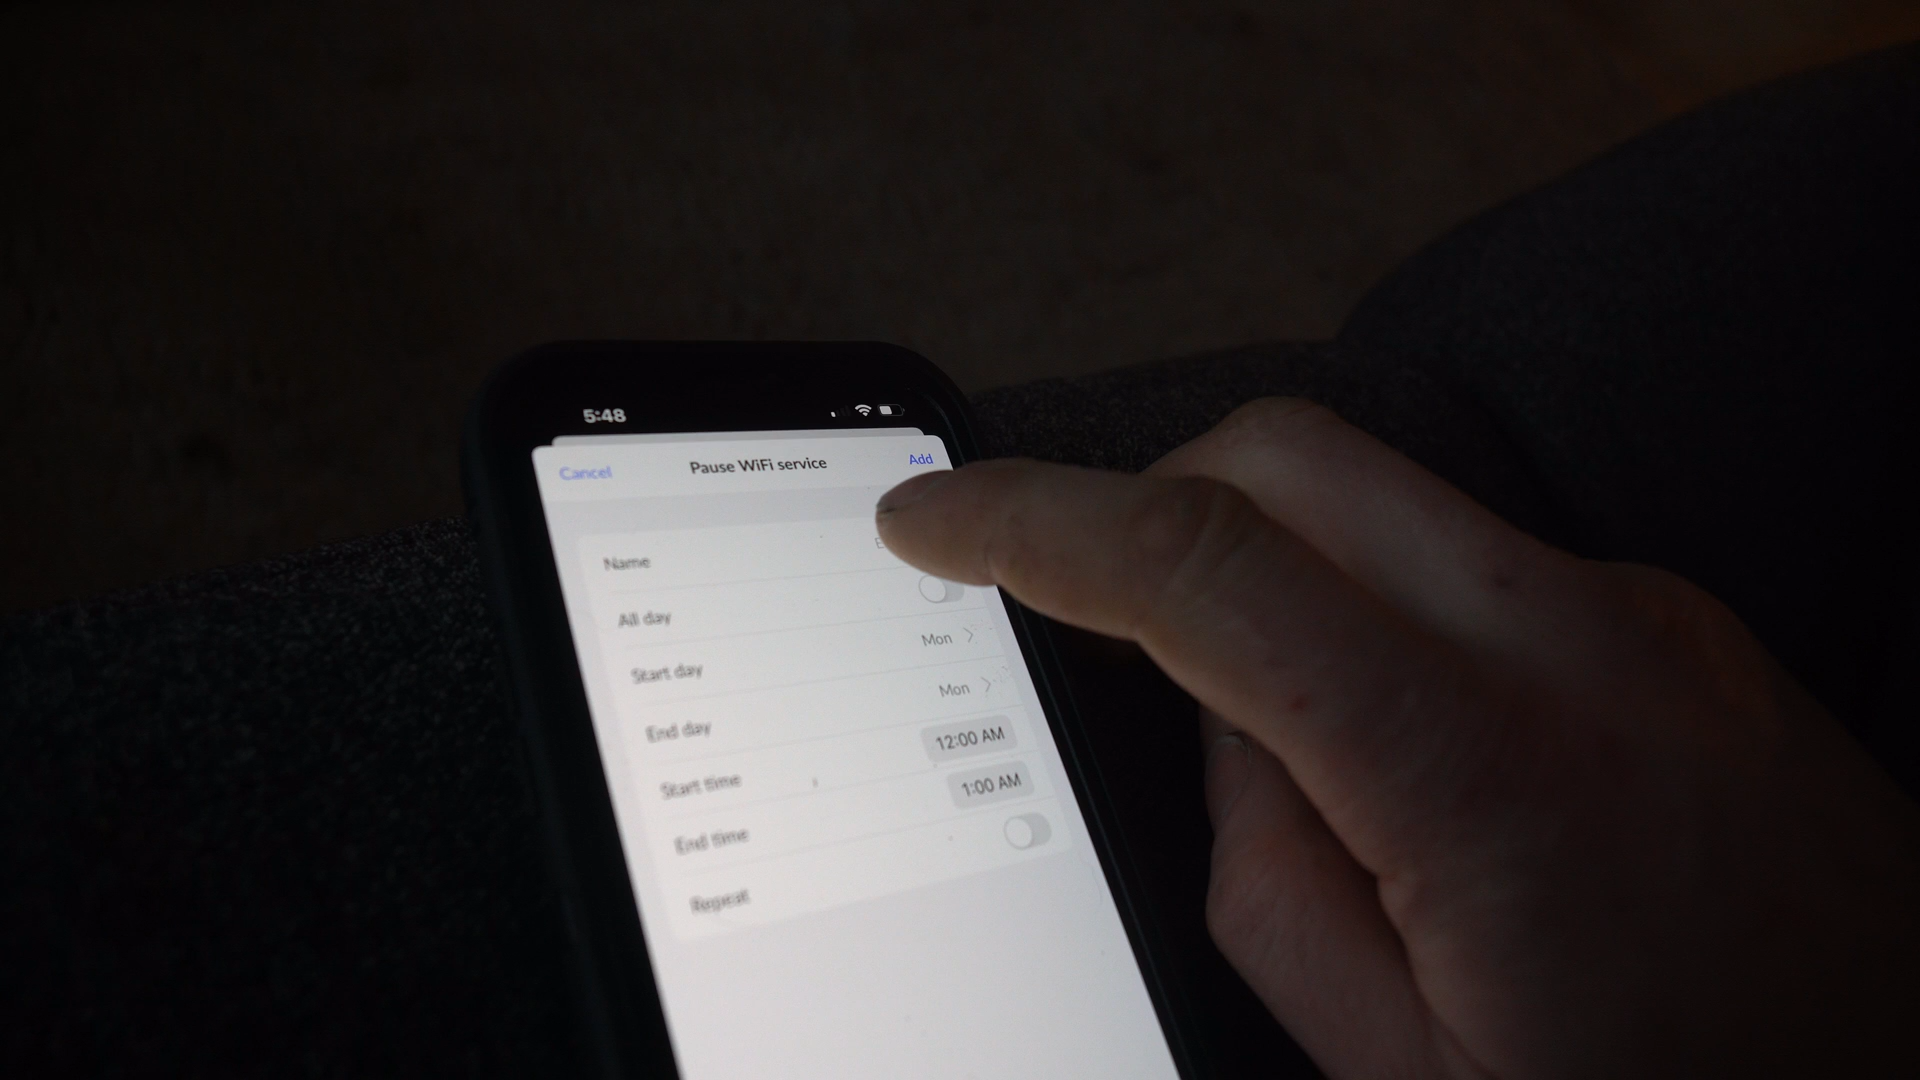 5:48
Cancel Pause WiFi service Add
Name
All day
Start day Mon
End day Mon
Start time 12:00 AM
End time 1:00 AM
Repeat